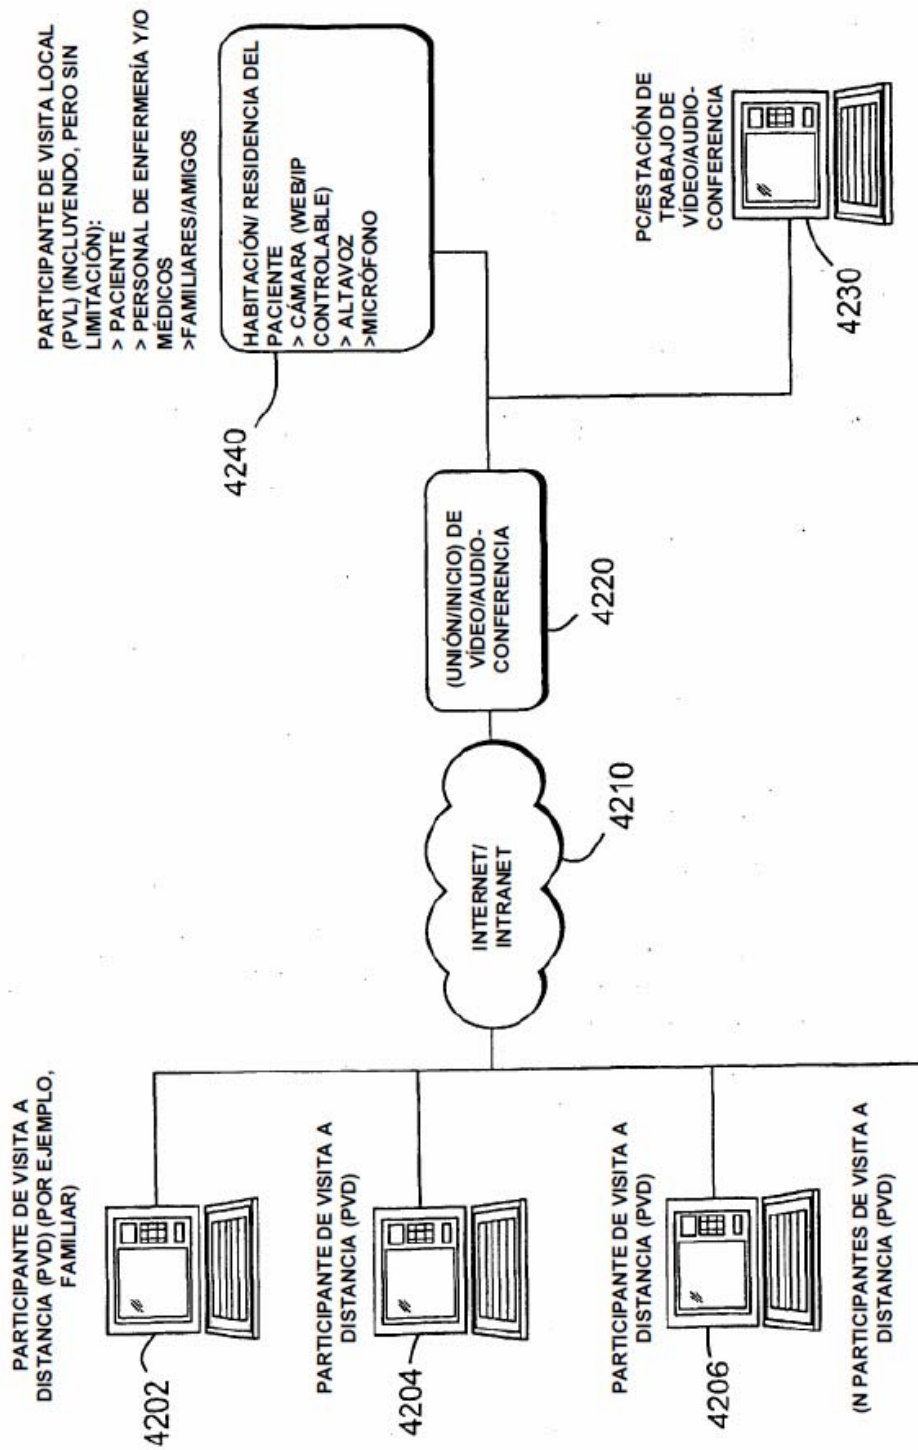 PARTICIPANTE DE VISITA A
DISTANCIA (PVD) (POR EJEMPLO,
FAMILIAR)
4202
PARTICIPANTE DE VISITA A
DISTANCIA (PVD)
4204
PARTICIPANTE DE VISITA A
DISTANCIA (PVD)
4206
(N PARTICIPANTES DE VISITA A
DISTANCIA (PVD)
INTERNET/
INTRANET
4210
(UNIÓN/INICIO) DE
VÍDEO/AUDIO-
CONFERENCIA
4220
PARTICIPANTE DE VISITA LOCAL
(PVL) (INCLUYENDO, PERO SIN
LIMITACIÓN):
> PACIENTE
> PERSONAL DE ENFERMERÍA Y/O
MÉDICOS
>FAMILIARES/AMIGOS
HABITACIÓN/ RESIDENCIA DEL
PACIENTE
> CÁMARA (WEB/IP
CONTROLABLE)
> ALTAVOZ
>MICRÓFONO
4240
PC/ESTACIÓN DE
TRABAJO DE
VÍDEO/AUDIO-
CONFERENCIA
4230